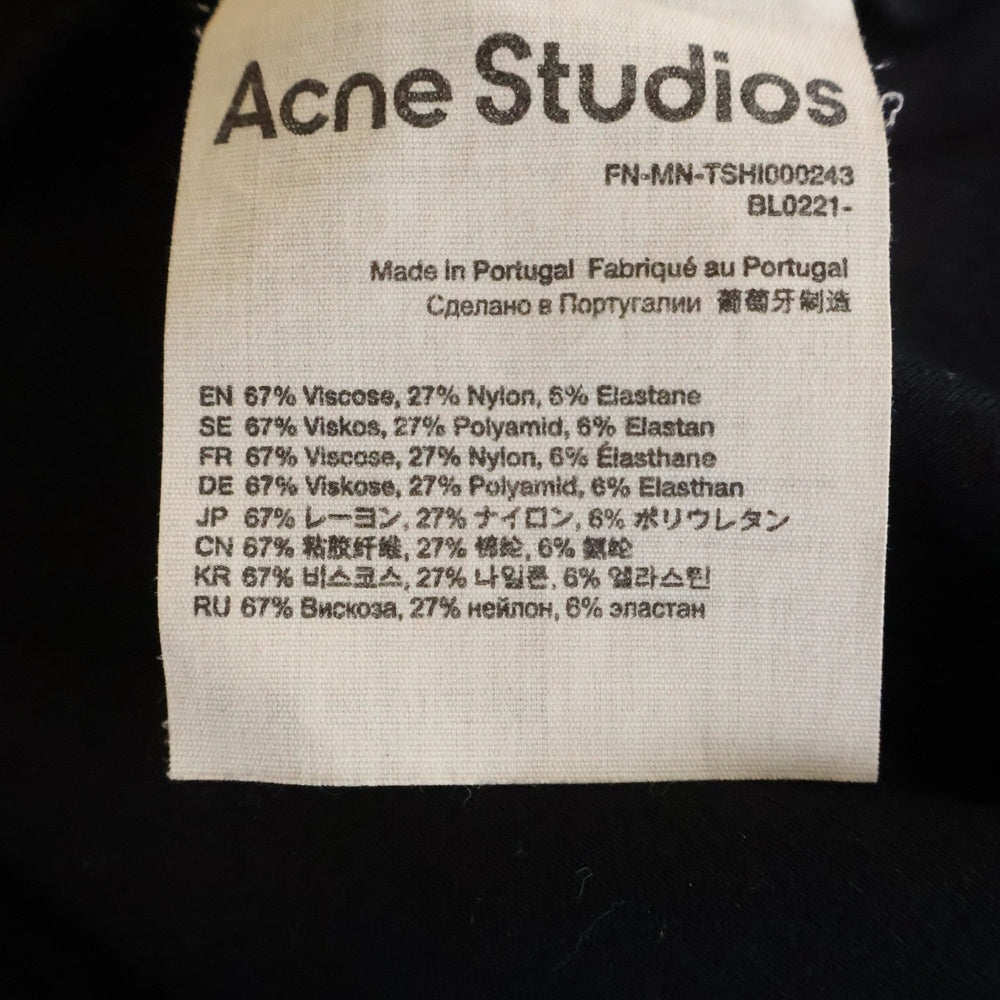 Acne Studios
FN-MN-TSHI000243
BL0221-
Made in Portugal Fabriqué au Portugal
Сделано в Португалии 葡萄牙制造
EN 67% Viscose, 27% Nylon, 6% Elastane
SE 67% Viskos, 27% Polyamid, 6% Elastan
FR 67% Viscose, 27% Nylon, 6% Élasthane
DE 67% Viskose, 27% Polyamid, 6% Elasthan
JP 67% レーヨン, 27% ナイロン, 6% ポリウレタン
CN 67% 粘胶纤维, 27% 锦纶, 6% 氨纶
KR 67% 비스코스, 27% 나일론, 6% 엘라스틴
RU 67% Вискоза, 27% нейлон, 6% эластан